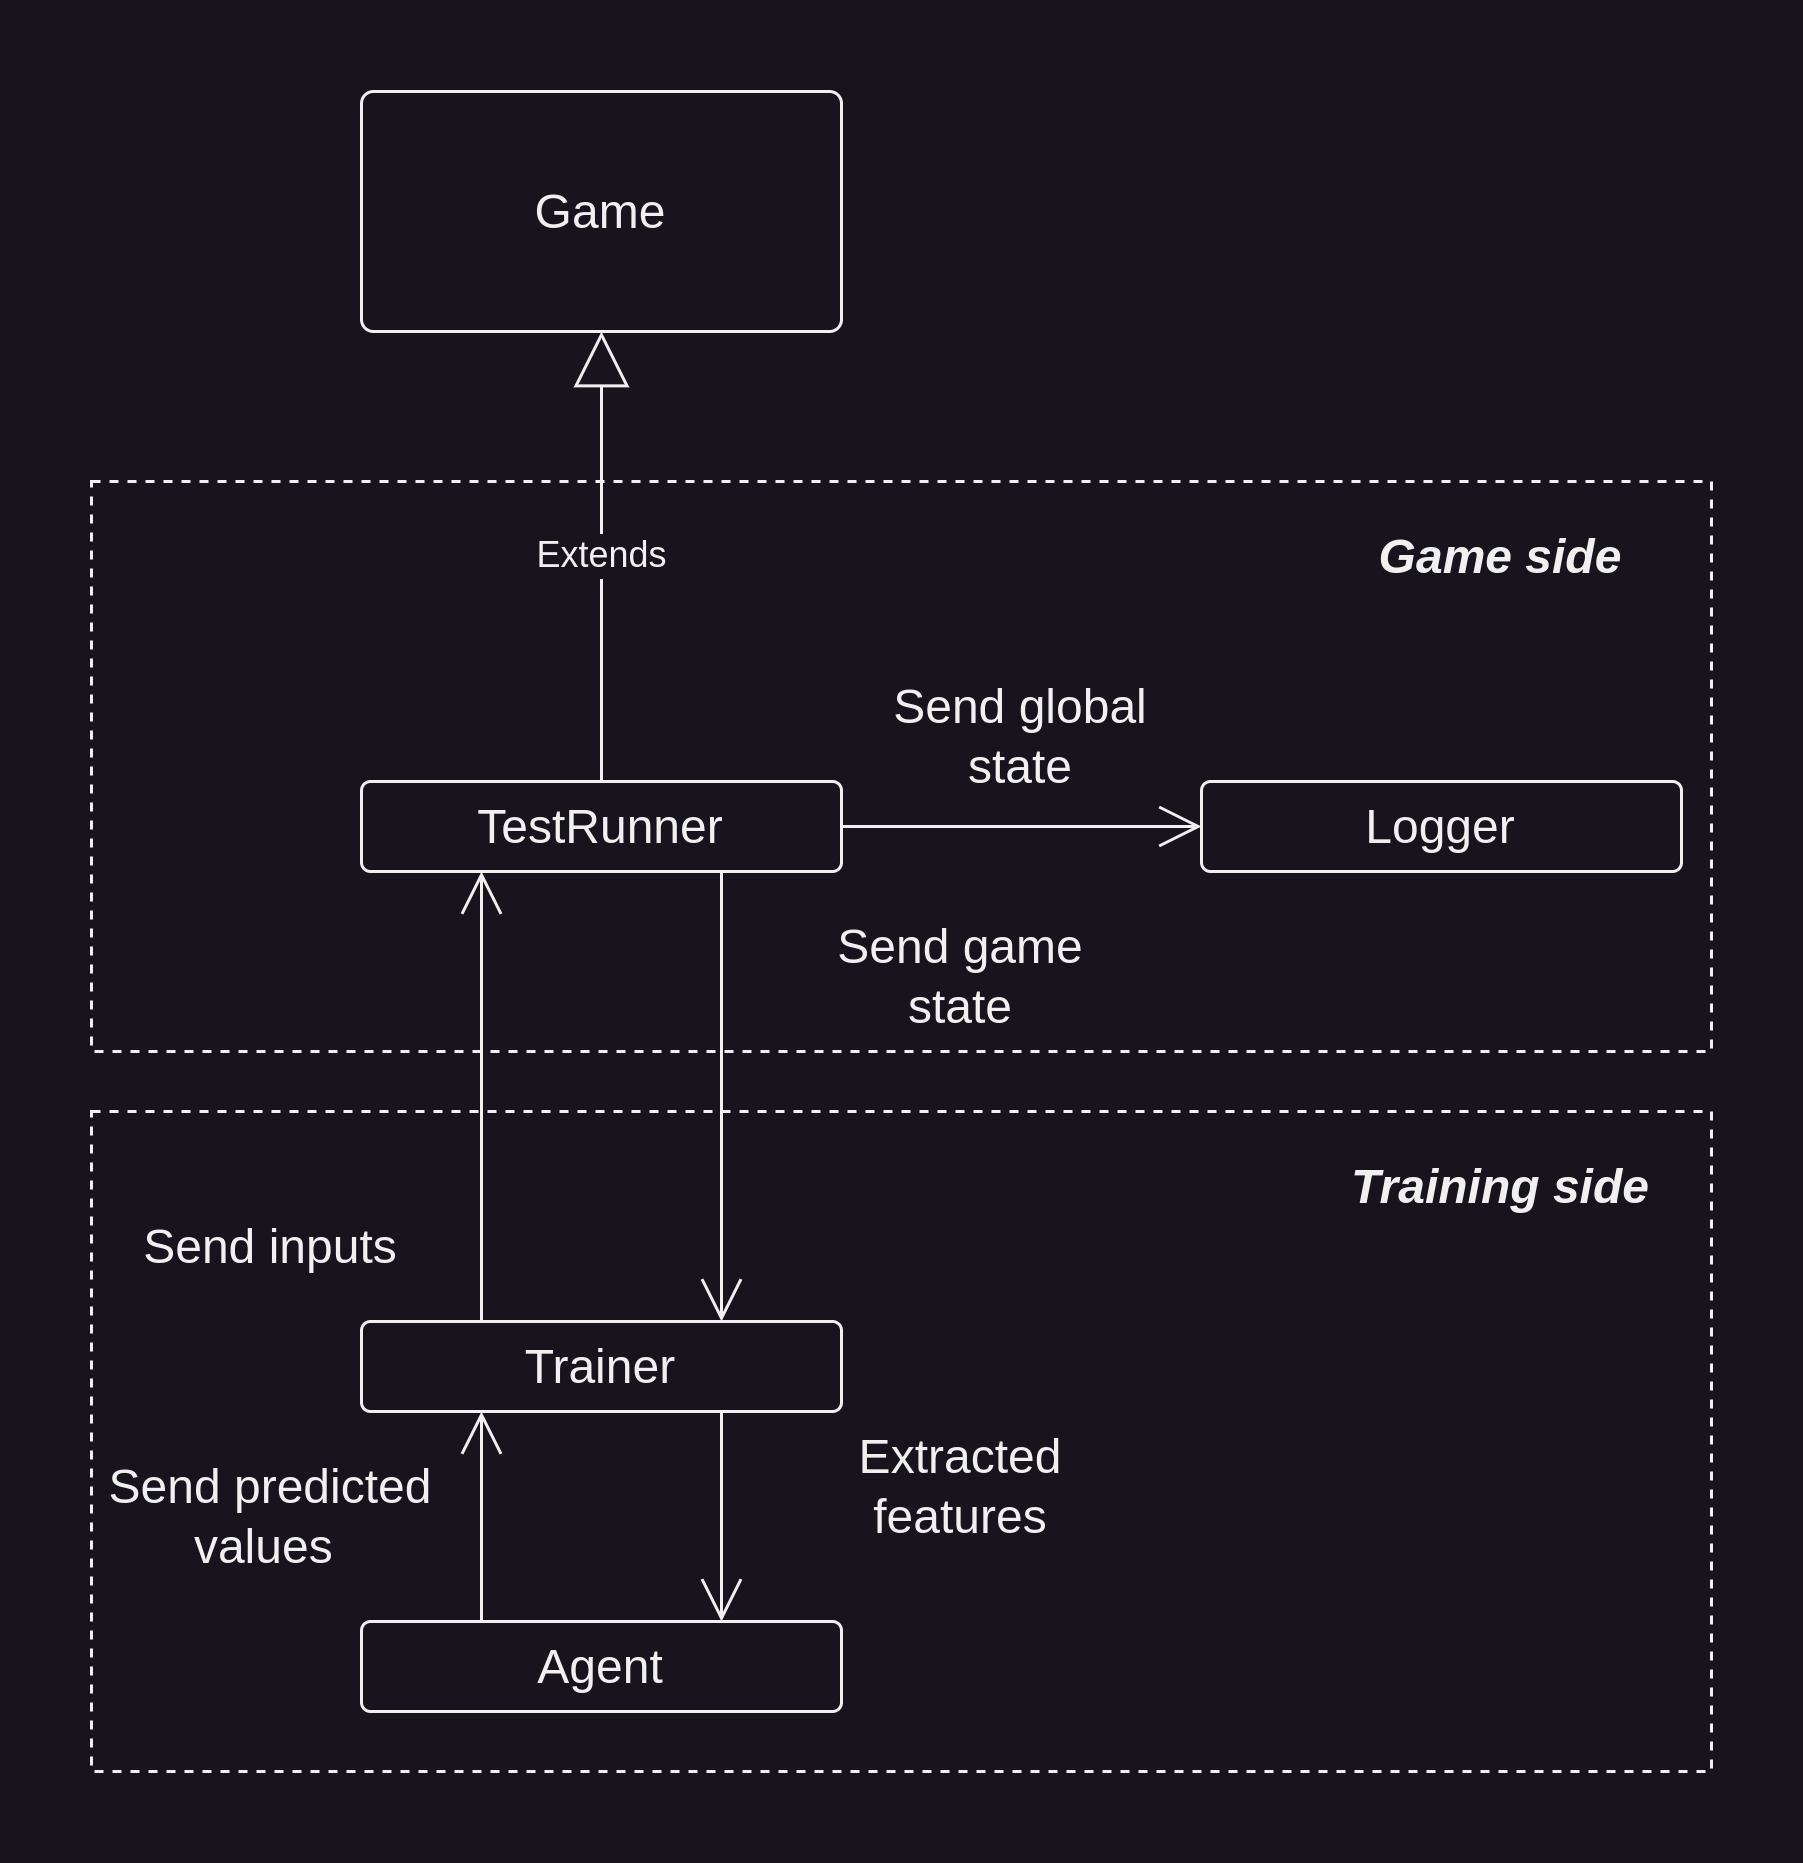 Game
Extends
Game side
Send global
state
TestRunner
Logger
Send game
state
Training side
Send inputs
Trainer
Send predicted
values
Extracted
features
Agent